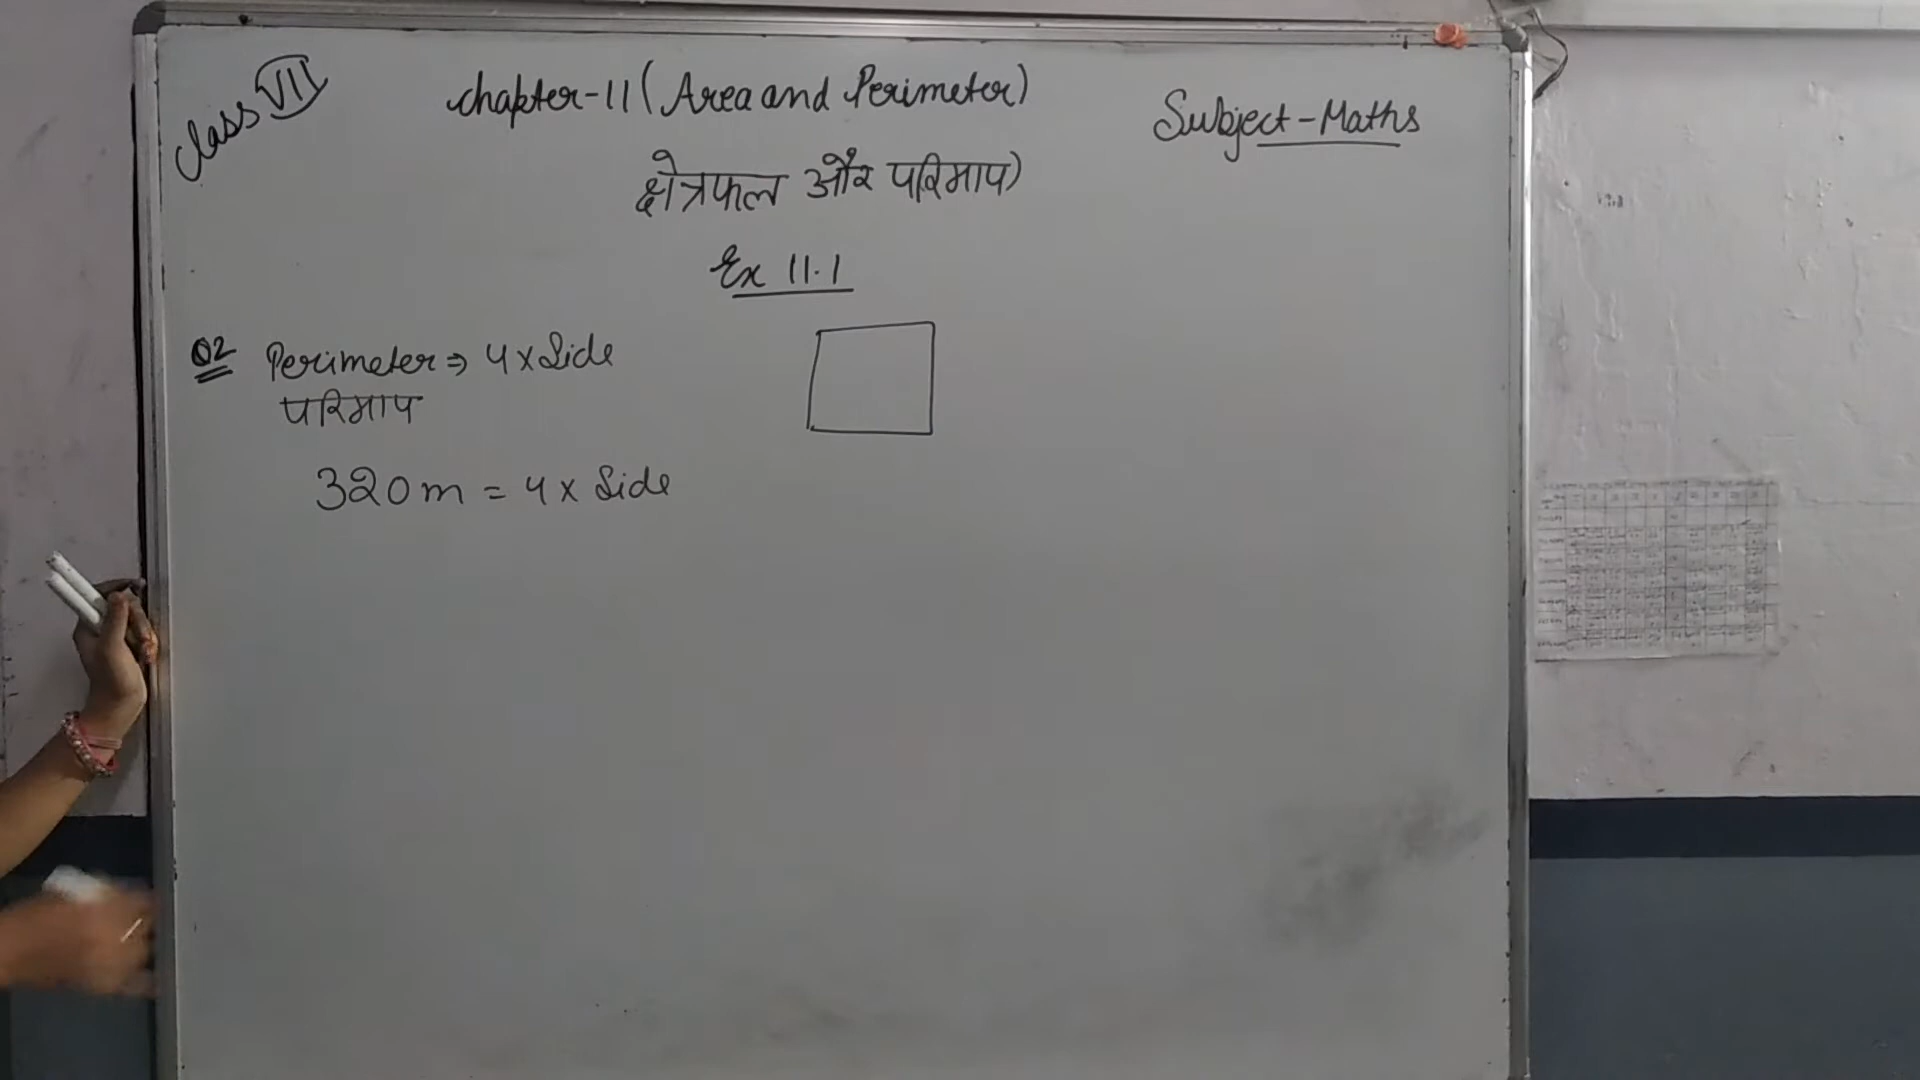 Class VII
Chapter-11 (Area and Perimeter)
Subject-Maths
क्षेत्रफल और परिमाप)
Ex 11.1
Q2 Perimeter ⇒ 4 x Side
परिमाप
320 m = 4 x Side